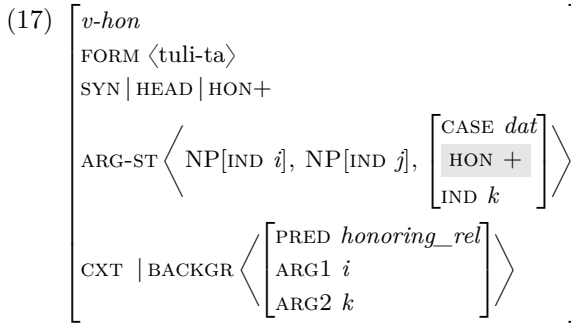 (17) v-hon
FORM ⟨tuli-ta⟩
SYN | HEAD | HON+
CASE dat
ARG-ST ⟨ NP[IND i], NP[IND j], HON + ⟩
IND k
PRED honoring_rel
CXT | BACKGR ⟨ ARG1 i ⟩
ARG2 k